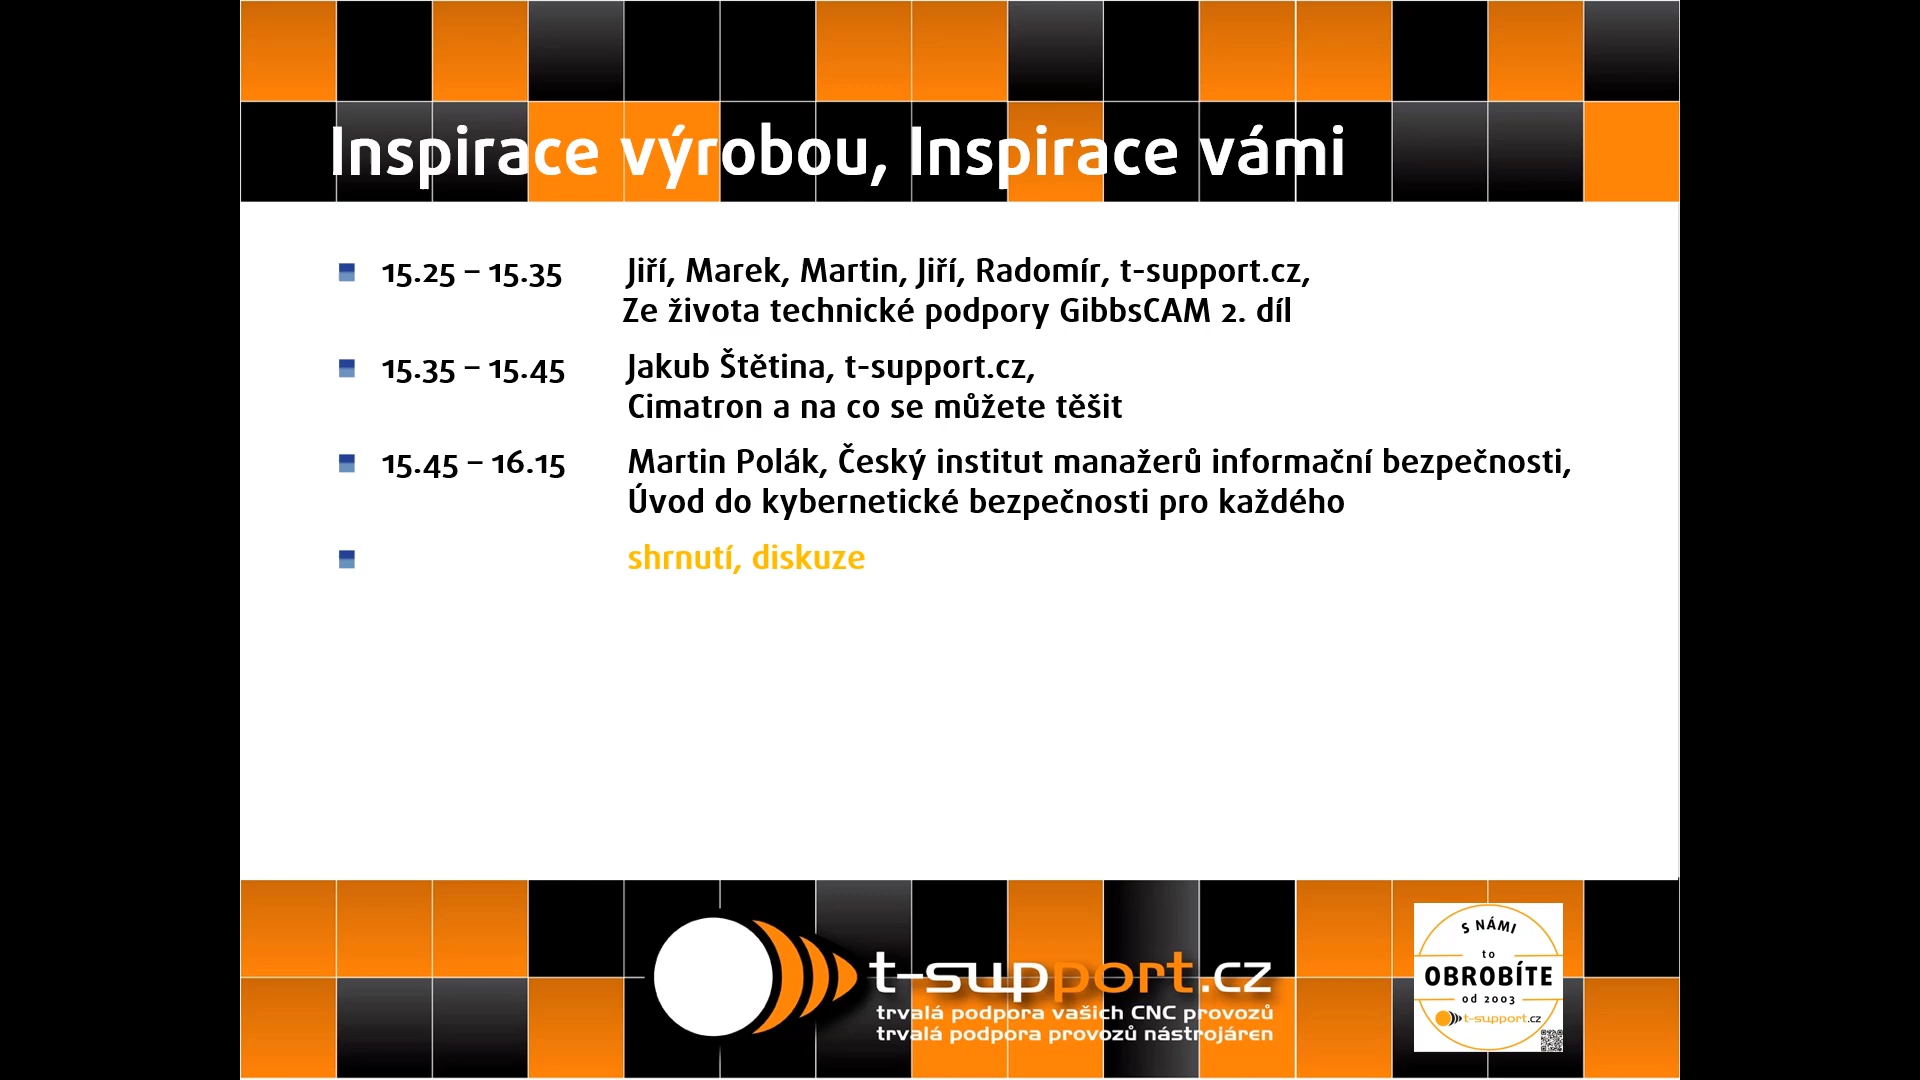 Inspirace výrobou, Inspirace vámi
15.25 – 15.35 Jiří, Marek, Martin, Jiří, Radomír, t-support.cz,
Ze života technické podpory GibbsCAM 2. díl
15.35 – 15.45 Jakub Štětina, t-support.cz,
Cimatron a na co se můžete těšit
15.45 – 16.15 Martin Polák, Český institut manažerů informační bezpečnosti,
Úvod do kybernetické bezpečnosti pro každého
shrnutí, diskuze
t-support.cz
trvalá podpora vašich CNC provozů
trvalá podpora provozů nástrojáren
S NÁMI
to
OBROBÍTE
od 2003
t-support.cz